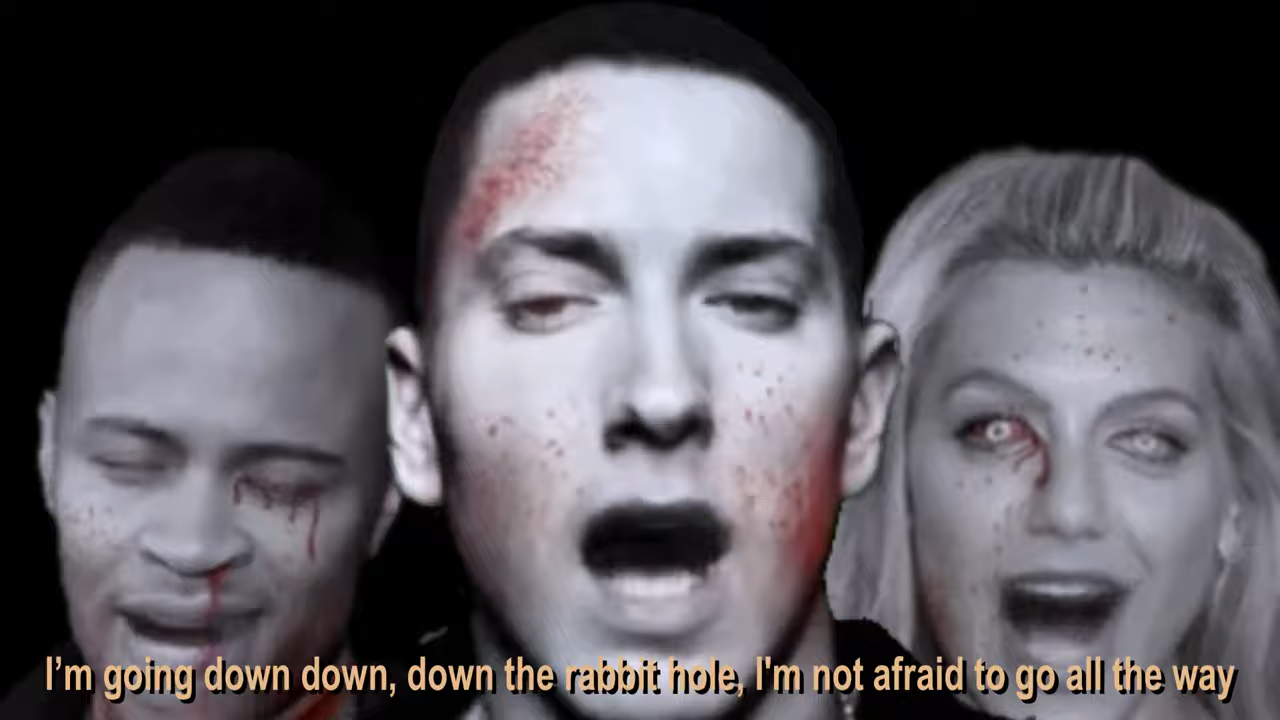 I’m going down down, down the rabbit hole, I'm not afraid to go all the way